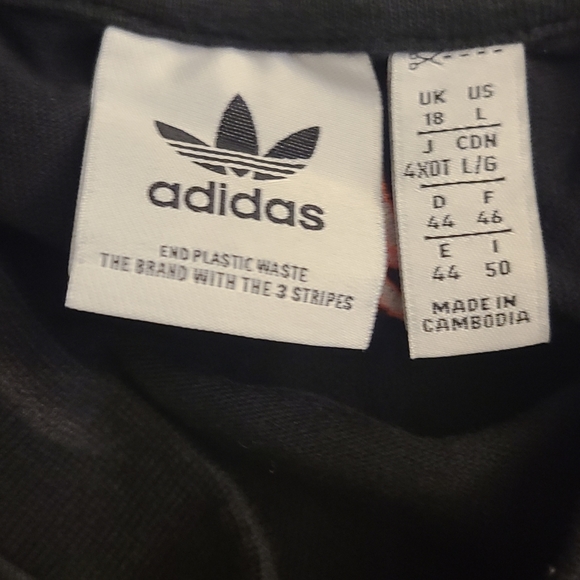 adidas
END PLASTIC WASTE
THE BRAND WITH THE 3 STRIPES
UK US
18 L
J CDN
4XOT L/G
D F
44 46
E I
44 50
MADE IN
CAMBODIA